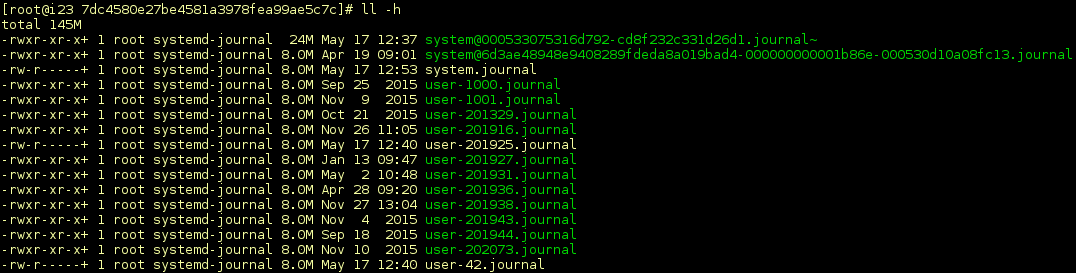 [root@i23 7dc4580e27be4581a3978fea99ae5c7c]# ll -h
total 145M
-rwxr-xr-x+ 1 root systemd-journal  24M May 17 12:37 system@000533075316d792-cd8f232c331d26d1.journal~
-rwxr-xr-x+ 1 root systemd-journal 8.0M Apr 19 09:01 system@6d3ae48948e9408289fdeda8a019bad4-000000000001b86e-000530d10a08fc13.journal
-rw-r-----+ 1 root systemd-journal 8.0M May 17 12:53 system.journal
-rwxr-xr-x+ 1 root systemd-journal 8.0M Sep 25  2015 user-1000.journal
-rwxr-xr-x+ 1 root systemd-journal 8.0M Nov  9  2015 user-1001.journal
-rwxr-xr-x+ 1 root systemd-journal 8.0M Oct 21  2015 user-201329.journal
-rwxr-xr-x+ 1 root systemd-journal 8.0M Nov 26 11:05 user-201916.journal
-rw-r-----+ 1 root systemd-journal 8.0M May 17 12:40 user-201925.journal
-rwxr-xr-x+ 1 root systemd-journal 8.0M Jan 13 09:47 user-201927.journal
-rwxr-xr-x+ 1 root systemd-journal 8.0M May  2 10:48 user-201931.journal
-rwxr-xr-x+ 1 root systemd-journal 8.0M Apr 28 09:20 user-201936.journal
-rwxr-xr-x+ 1 root systemd-journal 8.0M Nov 27 13:04 user-201938.journal
-rwxr-xr-x+ 1 root systemd-journal 8.0M Nov  4  2015 user-201943.journal
-rwxr-xr-x+ 1 root systemd-journal 8.0M Sep 18  2015 user-201944.journal
-rwxr-xr-x+ 1 root systemd-journal 8.0M Nov 10  2015 user-202073.journal
-rw-r-----+ 1 root systemd-journal 8.0M May 17 12:40 user-42.journal